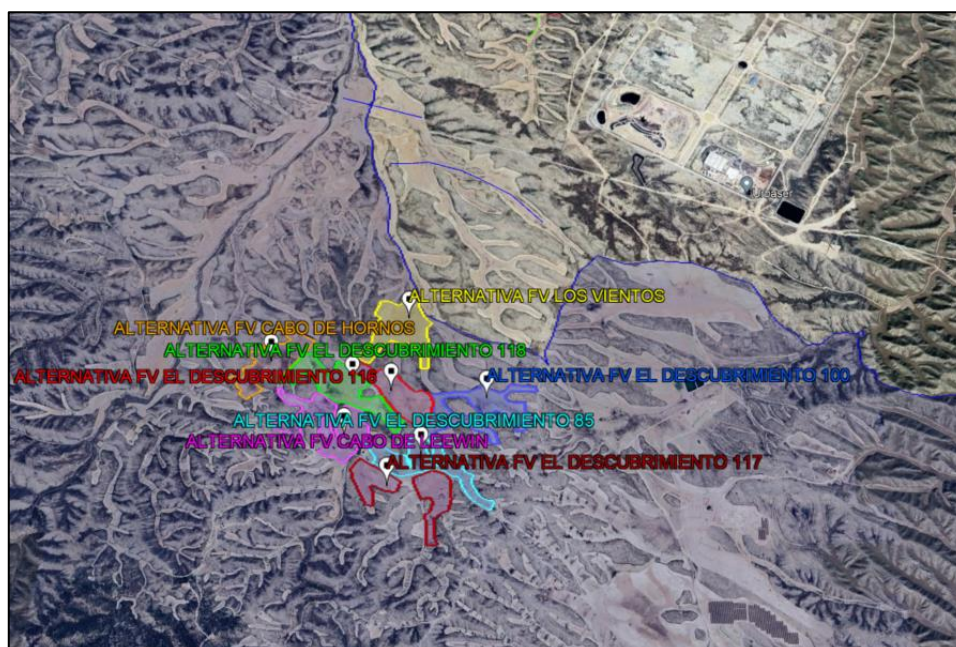 Urbaser
ALTERNATIVA FV LOS VIENTOS
ALTERNATIVA FV CABO DE HORNOS
ALTERNATIVA FV EL DESCUBRIMIENTO 118
ALTERNATIVA FV EL DESCUBRIMIENTO 116
ALTERNATIVA FV EL DESCUBRIMIENTO 100
ALTERNATIVA FV EL DESCUBRIMIENTO 85
ALTERNATIVA FV CABO DE LEEWIN
ALTERNATIVA FV EL DESCUBRIMIENTO 117